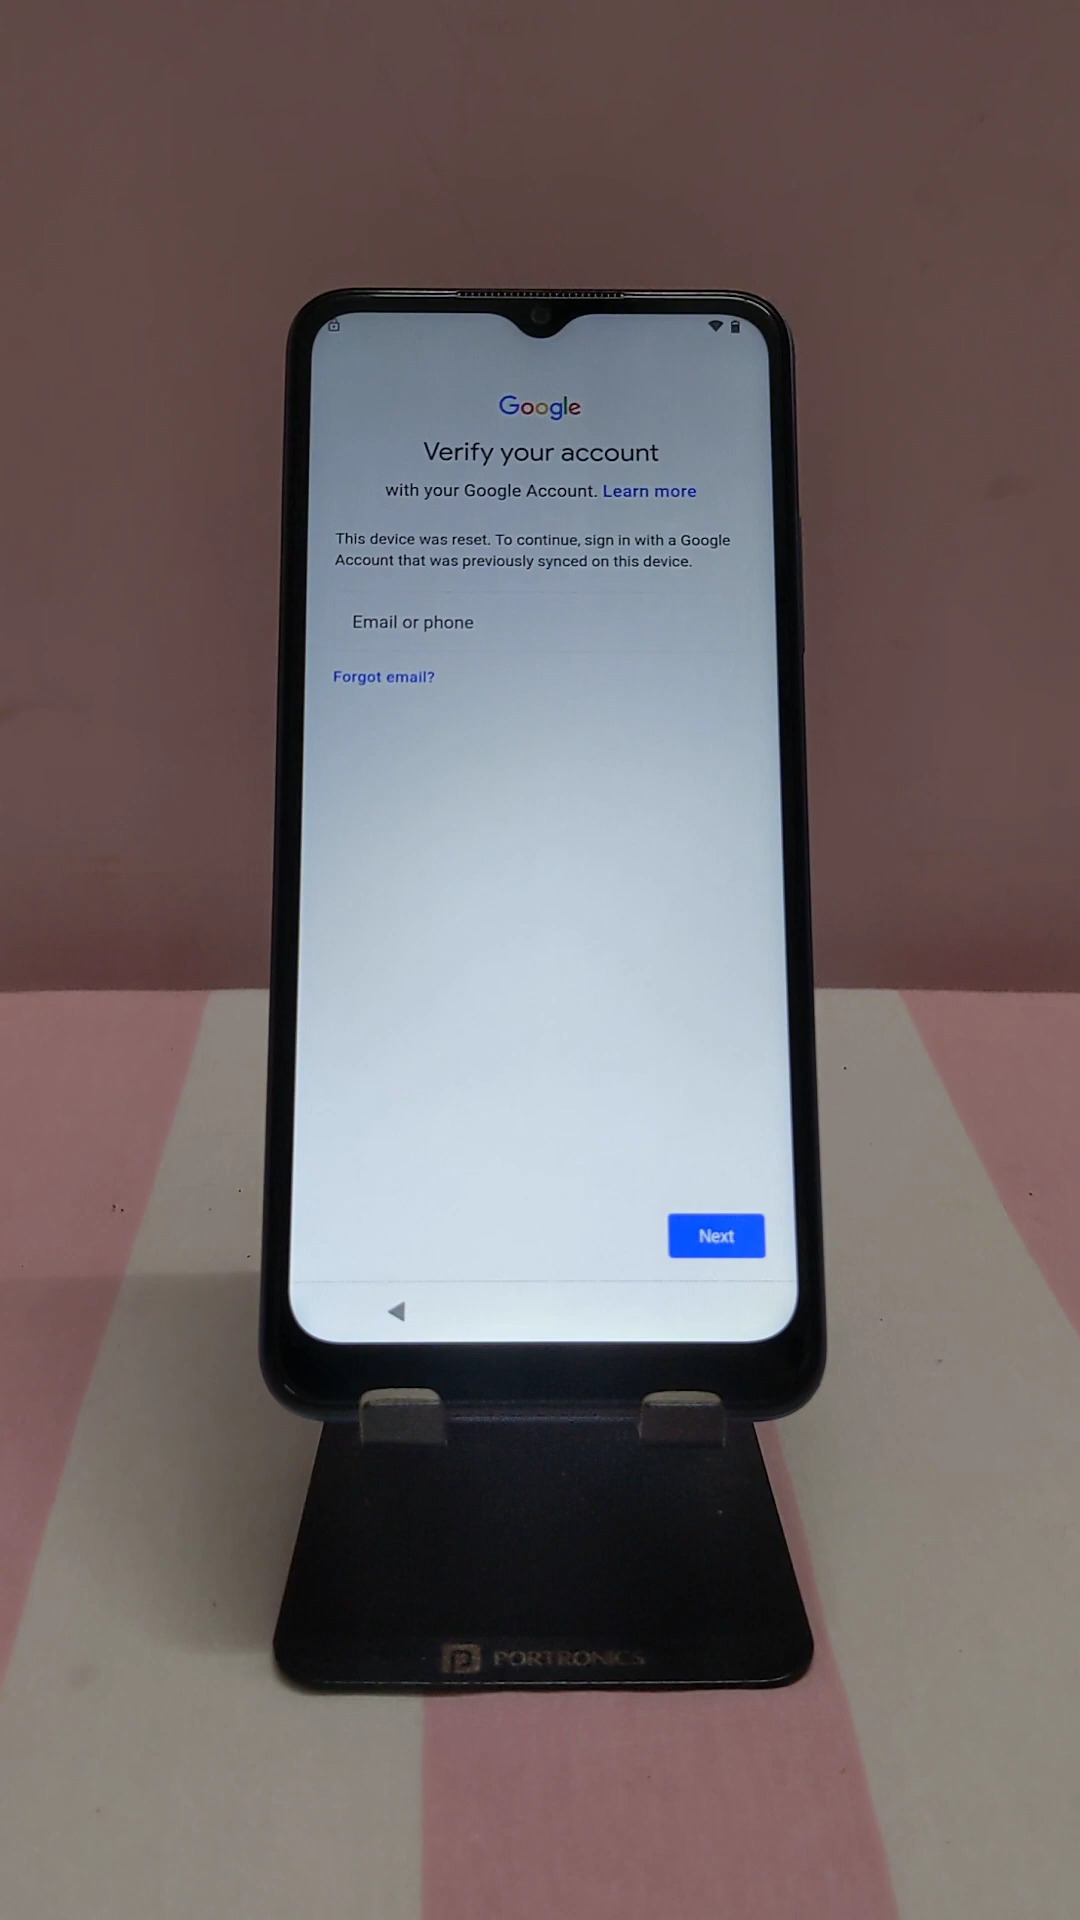 Google
Verify your account
with your Google Account. Learn more
This device was reset. To continue, sign in with a Google
Account that was previously synced on this device.
Email or phone
Forgot email?
Next
PORTRONICS